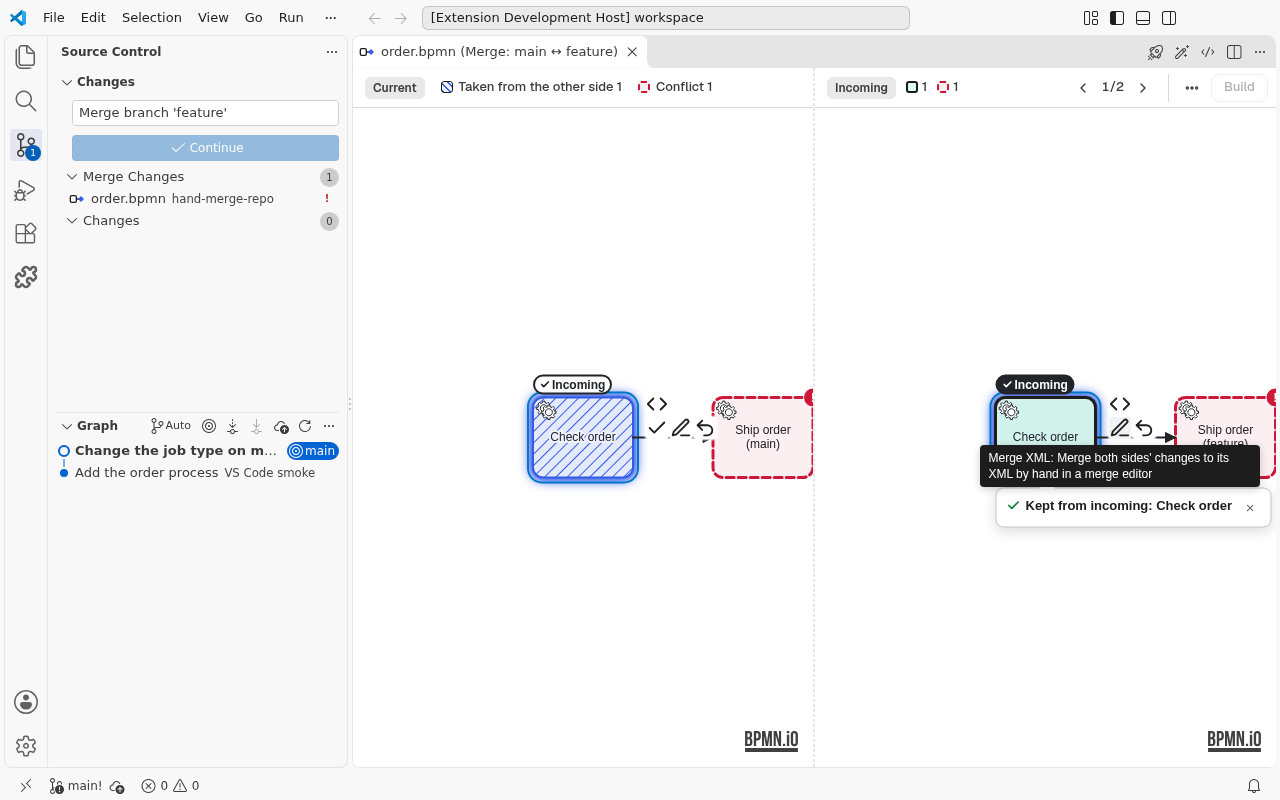 File Edit Selection View Go Run ···
[Extension Development Host] workspace
Source Control
Changes
Merge branch 'feature'
Continue
Merge Changes 1
order.bpmn hand-merge-repo !
Changes 0
Graph Auto
Change the job type on m... main
Add the order process VS Code smoke
order.bpmn (Merge: main ↔ feature)
Current Taken from the other side 1 Conflict 1
Incoming 1 1 1/2 Build
Incoming
Check order
Ship order
(main)
BPMN.iO
Incoming
Check order
Ship order
(feature)
Merge XML: Merge both sides' changes to its
XML by hand in a merge editor
Kept from incoming: Check order
BPMN.iO
1
main! 0 0